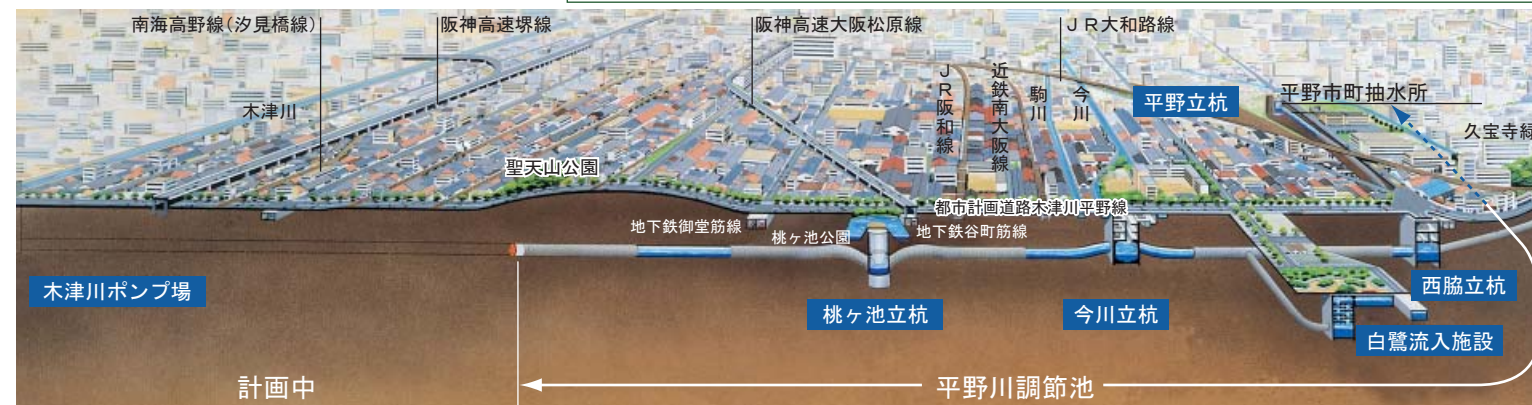 南海高野線(汐見橋線)
阪神高速堺線
阪神高速大阪松原線
JR大和路線
木津川
JR阪和線
近鉄南大阪線
駒川
今川
平野立杭
平野市町抽水所
久宝寺緑
聖天山公園
都市計画道路木津川平野線
地下鉄御堂筋線
桃ヶ池公園
地下鉄谷町筋線
木津川ポンプ場
桃ヶ池立杭
今川立杭
西脇立杭
白鷺流入施設
計画中
平野川調節池